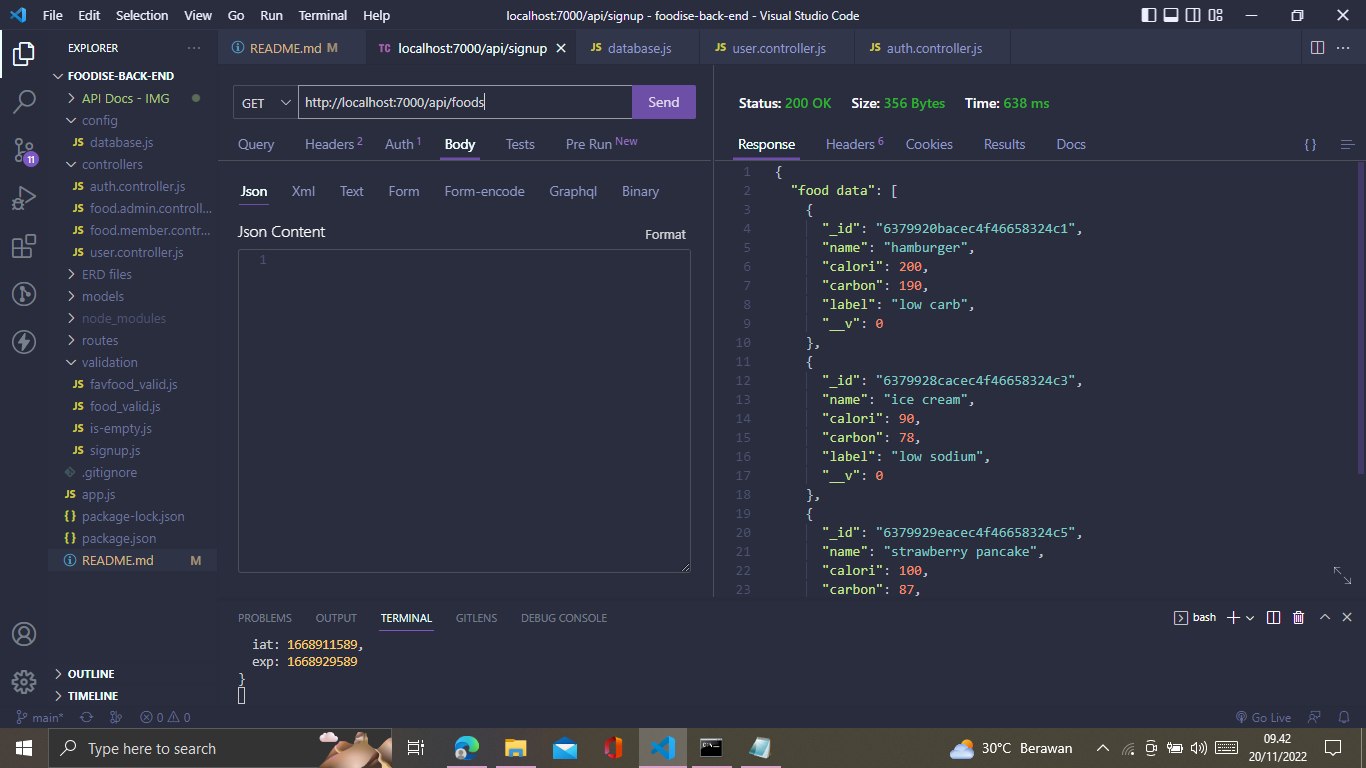 File Edit Selection View Go Run Terminal Help localhost:7000/api/signup - foodise-back-end - Visual Studio Code
EXPLORER ···
README.md M
TC localhost:7000/api/signup
JS database.js
JS user.controller.js
JS auth.controller.js
FOODISE-BACK-END
API Docs - IMG
config
JS database.js
controllers
JS auth.controller.js
JS food.admin.controll...
JS food.member.contr...
JS user.controller.js
ERD files
models
node_modules
routes
validation
JS favfood_valid.js
JS food_valid.js
JS is-empty.js
JS signup.js
.gitignore
JS app.js
{} package-lock.json
{} package.json
README.md M
OUTLINE
TIMELINE
11
GET http://localhost:7000/api/foods Send
Query Headers 2 Auth 1 Body Tests Pre Run New
Json Xml Text Form Form-encode Graphql Binary
Json Content Format
1
Status: 200 OK Size: 356 Bytes Time: 638 ms
Response Headers 6 Cookies Results Docs {}
1 {
2 "food data": [
3 {
4 "_id": "6379920bacec4f46658324c1",
5 "name": "hamburger",
6 "calori": 200,
7 "carbon": 190,
8 "label": "low carb",
9 "__v": 0
10 },
11 {
12 "_id": "6379928cacec4f46658324c3",
13 "name": "ice cream",
14 "calori": 90,
15 "carbon": 78,
16 "label": "low sodium",
17 "__v": 0
18 },
19 {
20 "_id": "6379929eacec4f46658324c5",
21 "name": "strawberry pancake",
22 "calori": 100,
23 "carbon": 87,
PROBLEMS OUTPUT TERMINAL GITLENS DEBUG CONSOLE bash
iat: 1668911589,
exp: 1668929589
}
main* 0 0 Go Live
Type here to search 30°C Berawan 09.42
20/11/2022